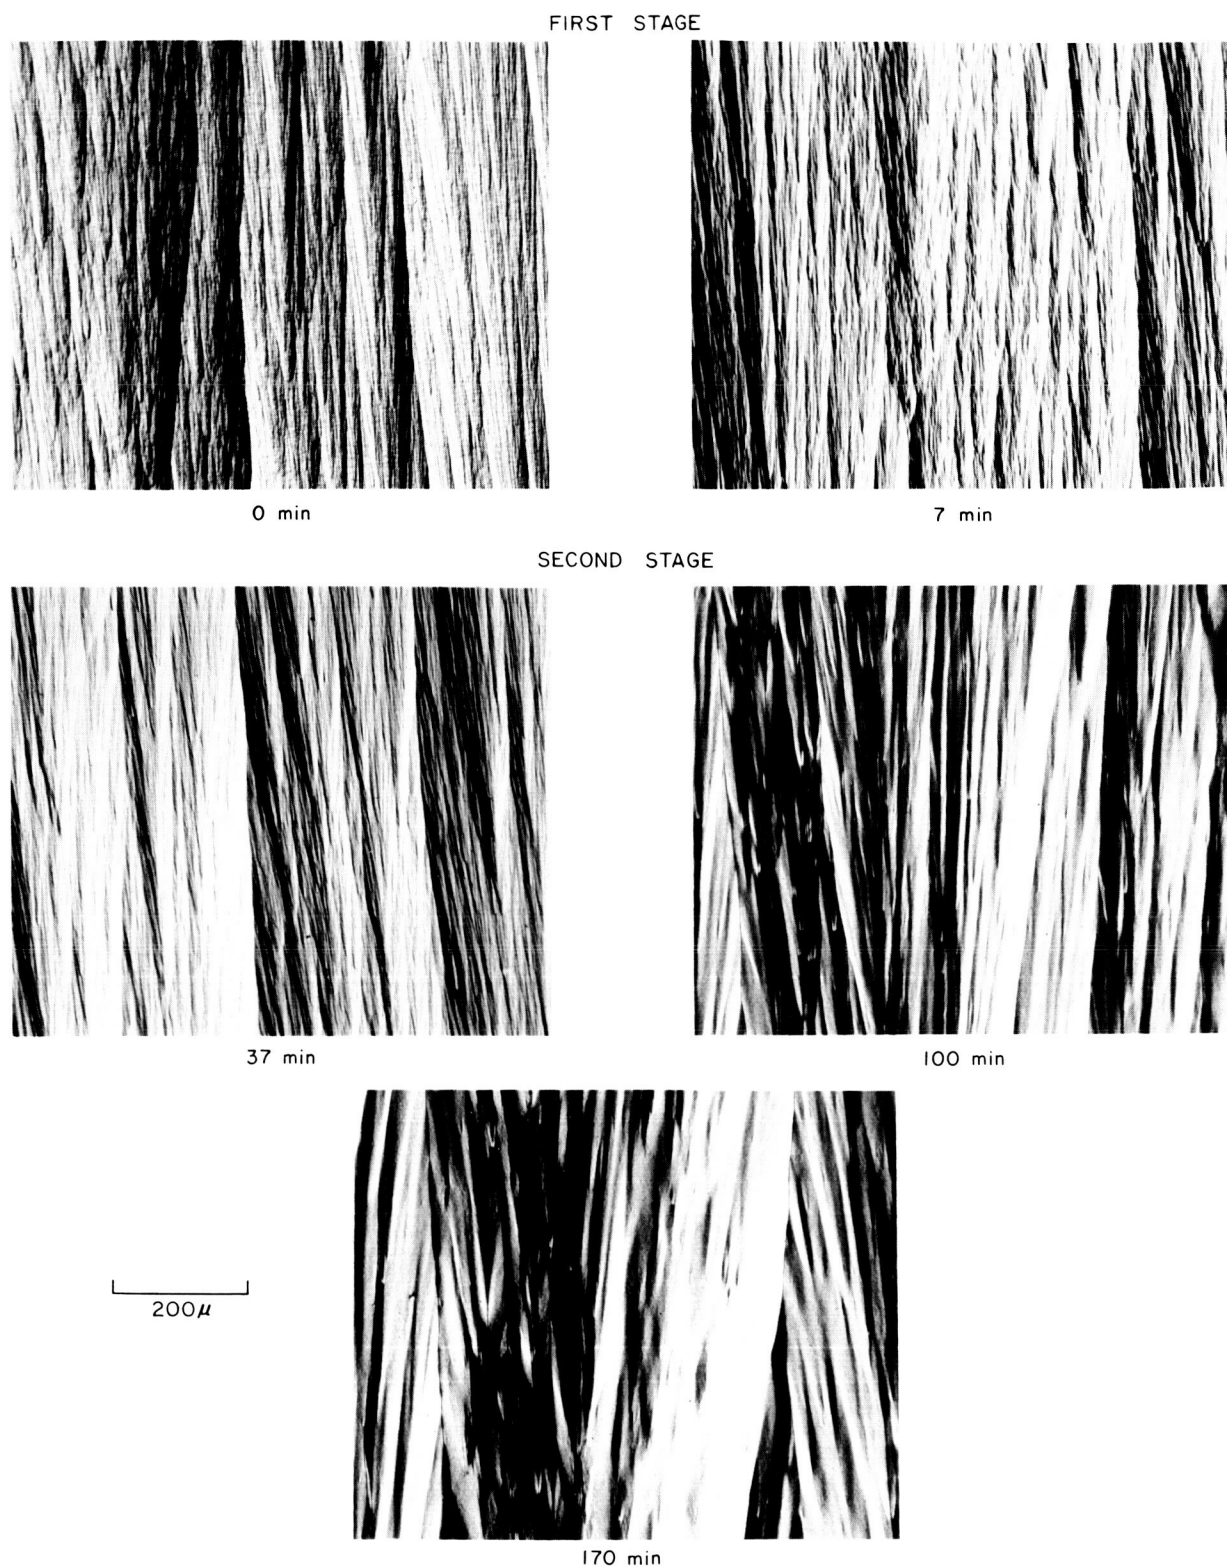 FIRST STAGE
0 min
7 min
SECOND STAGE
37 min
100 min
200μ
170 min